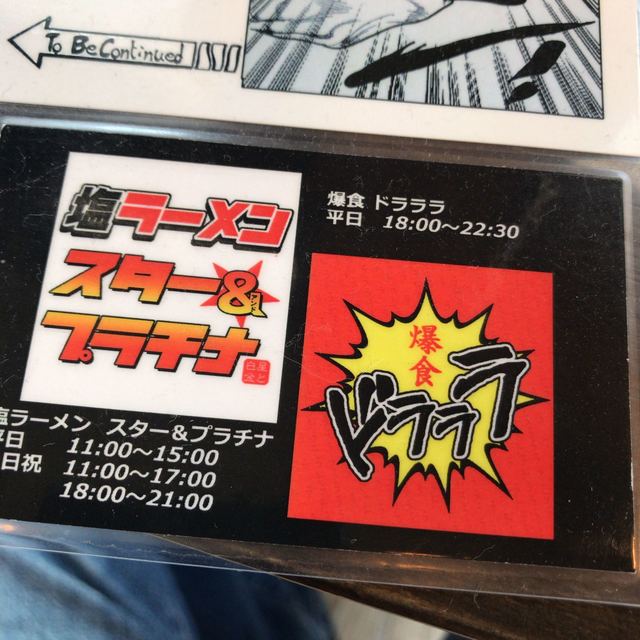 To Be Continued
塩ラーメン
スター&
プラチナ
爆食 ドラララ
平日 18:00～22:30
爆食
ドラララ
塩ラーメン スター&プラチナ
平日 11:00～15:00
日祝 11:00～17:00
18:00～21:00